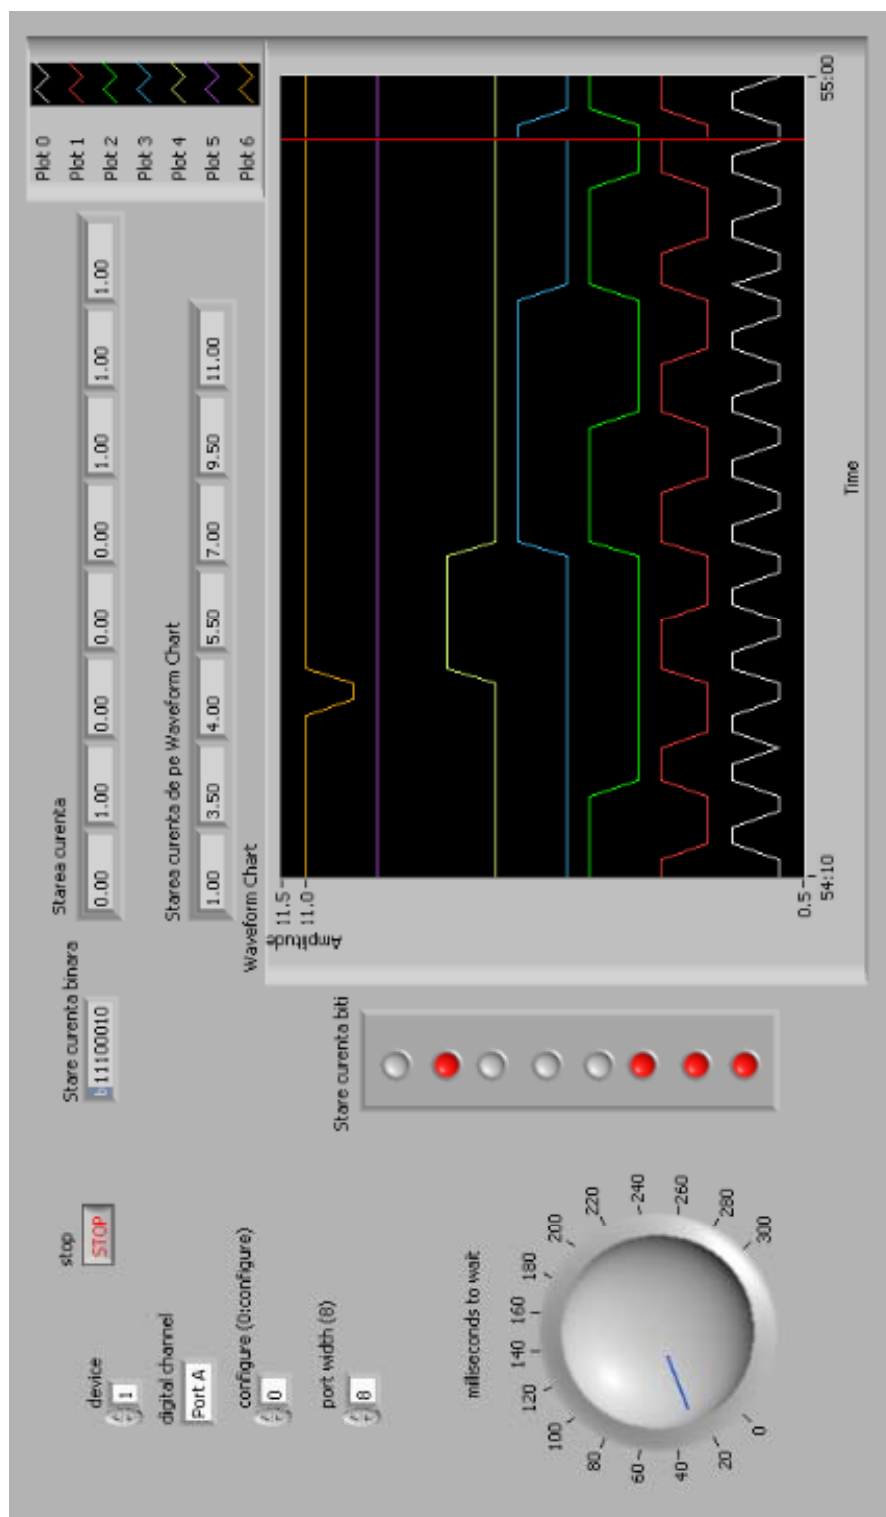 device
1
digital channel
Port A
configure (0:configure)
0
port width (8)
8
stop
STOP
miliseconds to wait
0
20
40
60
80
100
120
140
160
180
200
220
240
260
280
300
Stare curenta binara
b 11100010
Stare curenta biti
Starea curenta
0.00 1.00 0.00 0.00 0.00 1.00 1.00 1.00
Starea curenta de pe Waveform Chart
1.00 3.50 4.00 5.50 7.00 9.50 11.00
Waveform Chart
Plot 0
Plot 1
Plot 2
Plot 3
Plot 4
Plot 5
Plot 6
Amplitude
11.5
11.0
0.5
54:10 55:00
Time